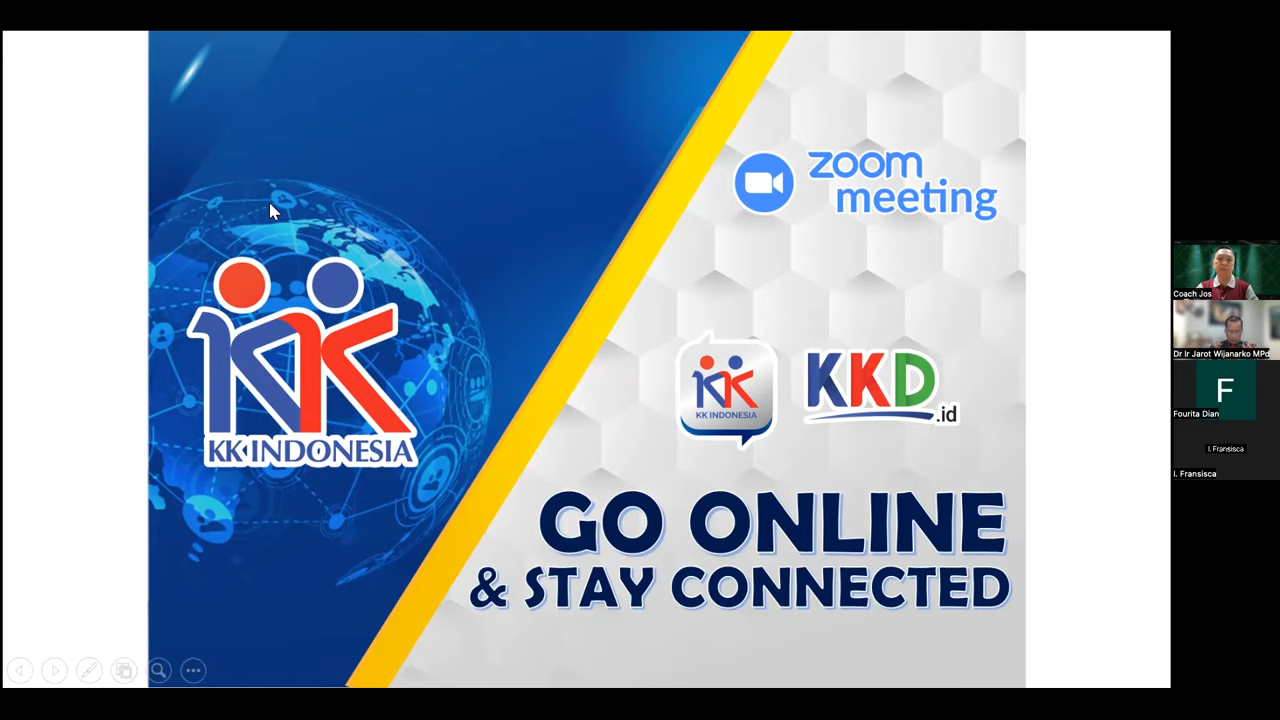 zoom
meeting
KK INDONESIA
KK INDONESIA
KKD
.id
GO ONLINE
& STAY CONNECTED
Coach Jos
Dr Ir Jarot Wijanarko MPd
F
Fourita Dian
I. Fransisca
I. Fransisca